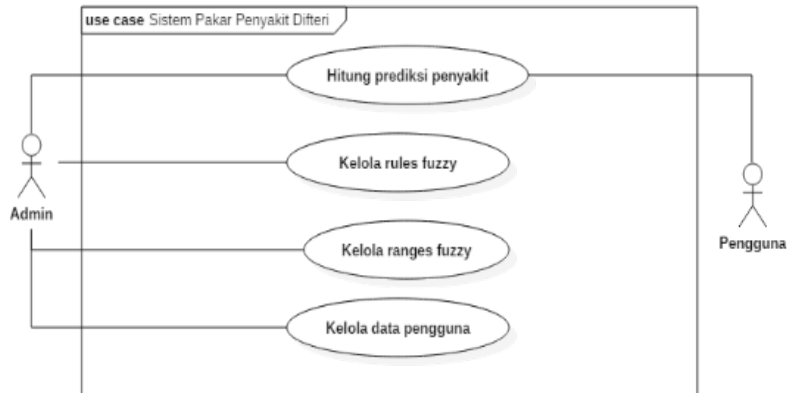 use case Sistem Pakar Penyakit Difteri
Hitung prediksi penyakit
Kelola rules fuzzy
Admin
Pengguna
Kelola ranges fuzzy
Kelola data pengguna